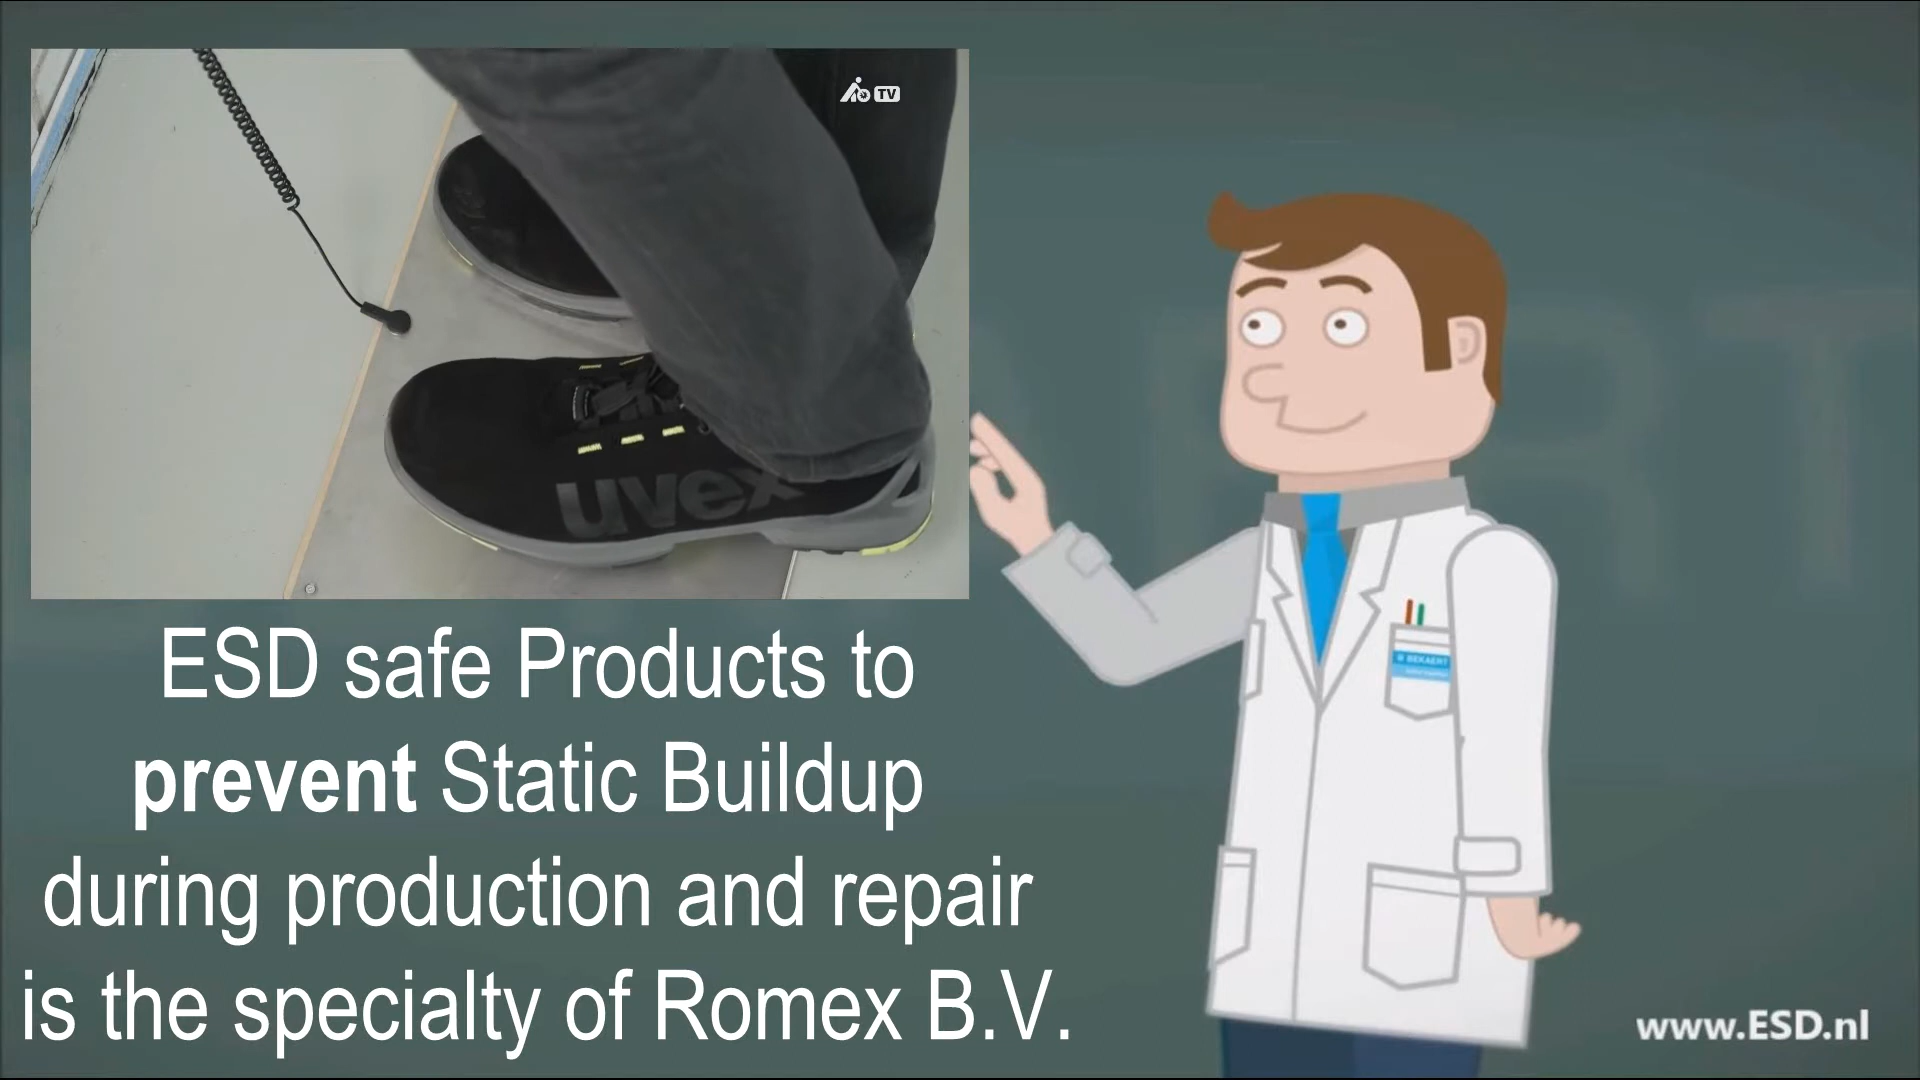 TV
uvex
ESD safe Products to
prevent Static Buildup
during production and repair
is the specialty of Romex B.V.
BEKAERT
www.ESD.nl